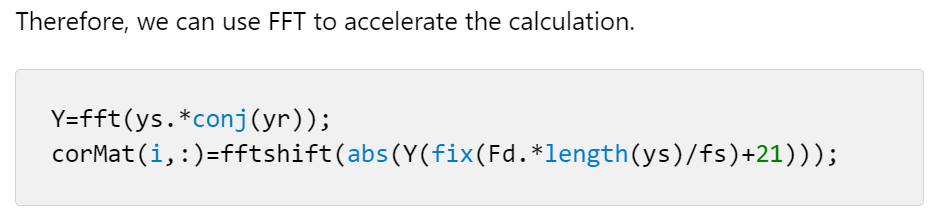 Therefore, we can use FFT to accelerate the calculation.
Y=fft(ys.*conj(yr));
corMat(i,:)=fftshift(abs(Y(fix(Fd.*length(ys)/fs)+21)));